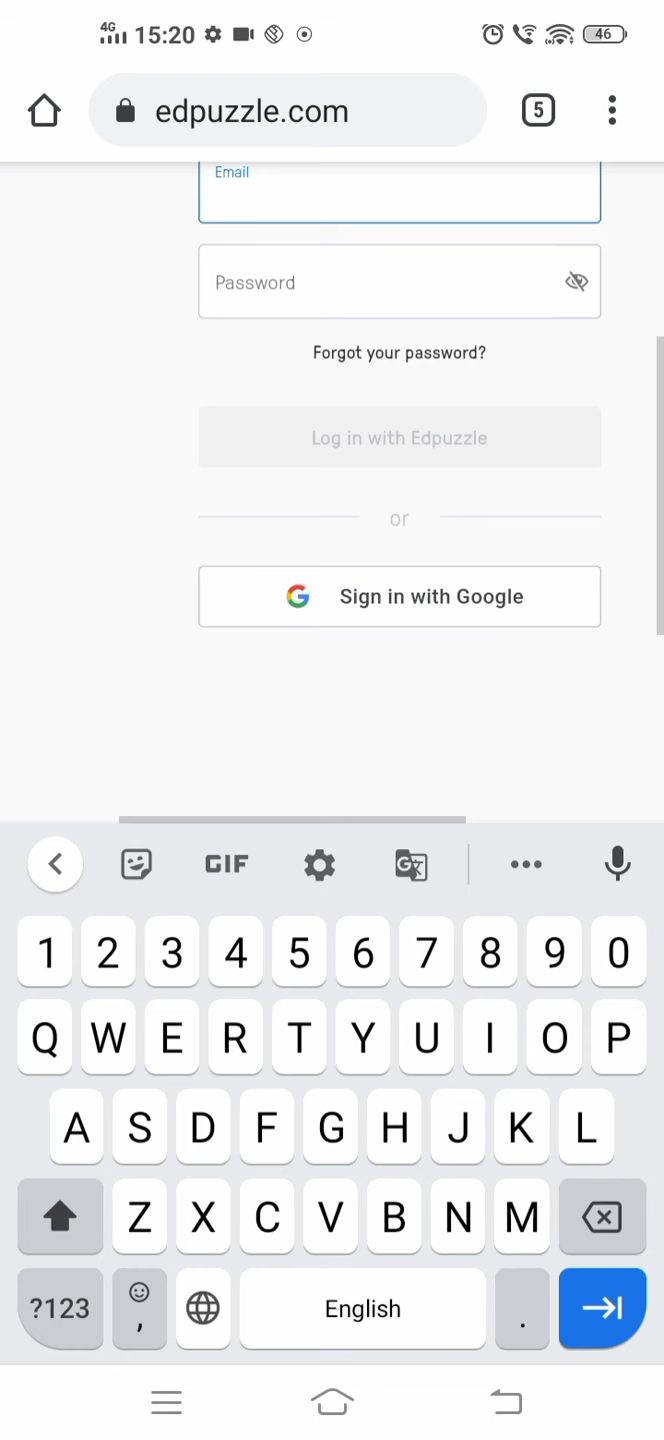 4G 15:20 46
edpuzzle.com 5
Email
Password
Forgot your password?
Log in with Edpuzzle
or
G Sign in with Google
GIF G
1 2 3 4 5 6 7 8 9 0
Q W E R T Y U I O P
A S D F G H J K L
Z X C V B N M
?123 , English .